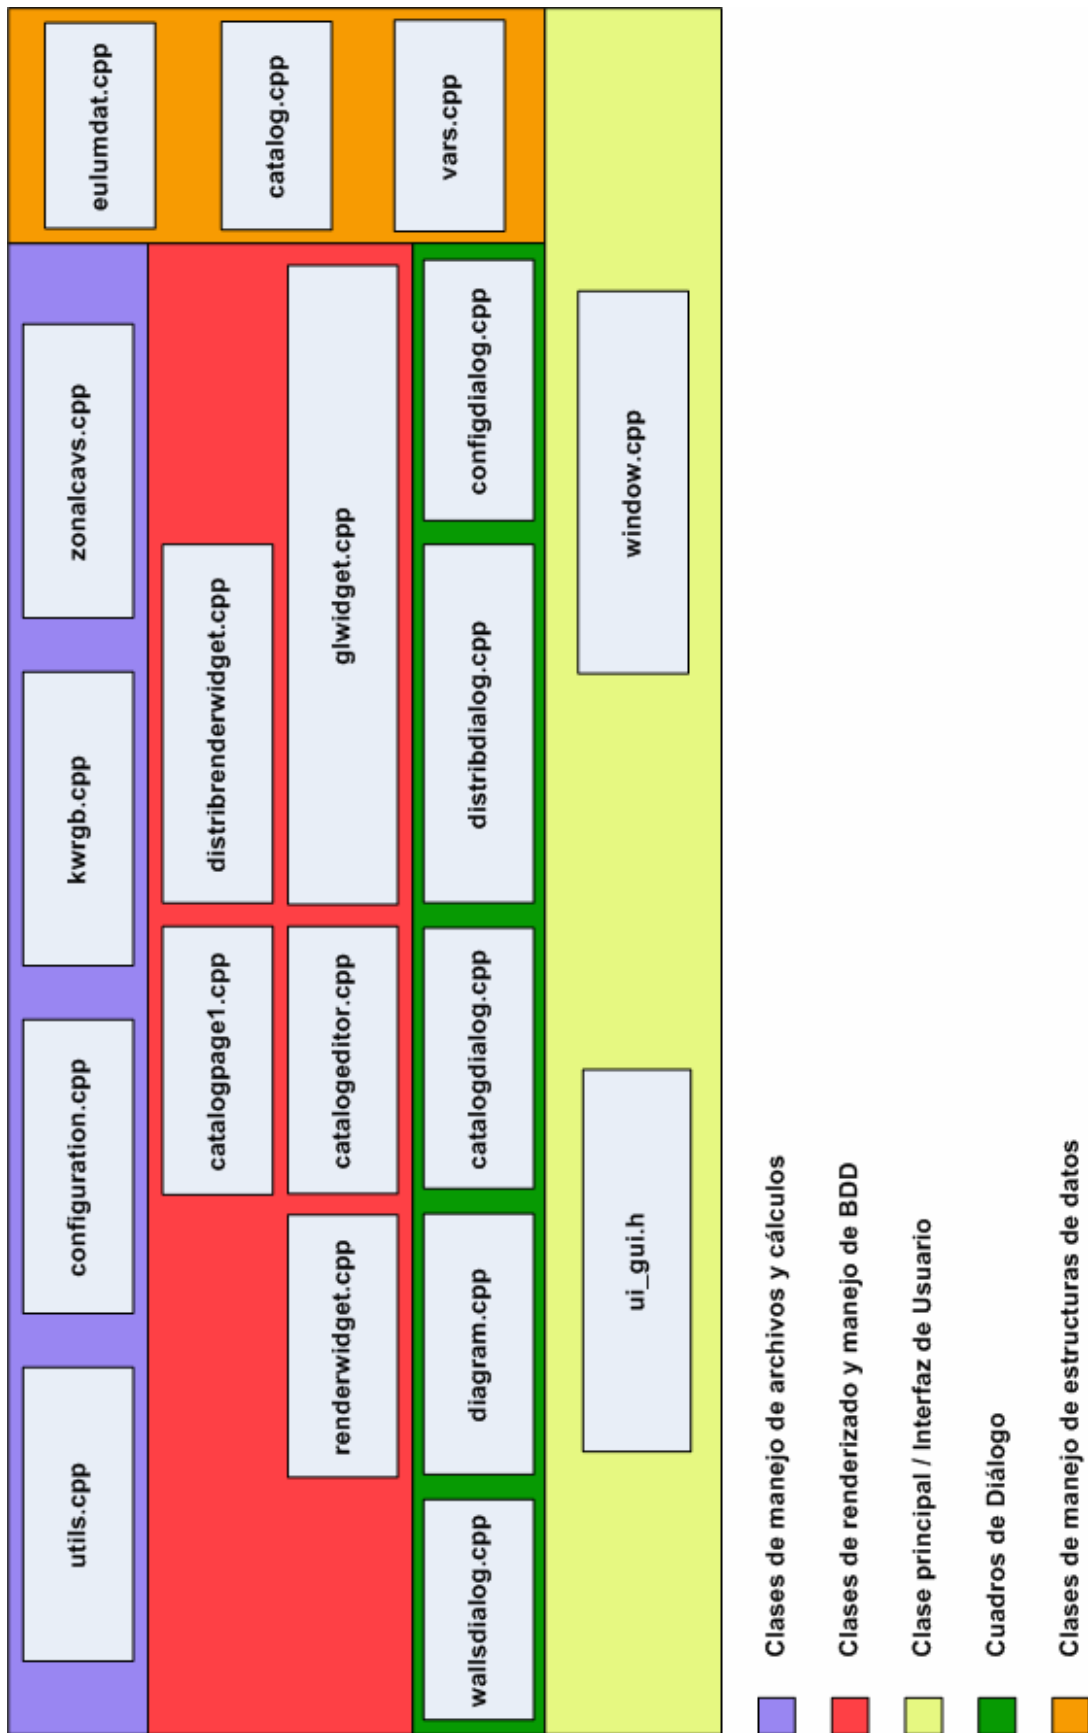 utils.cpp
configuration.cpp
kwrgb.cpp
zonalcavs.cpp
eulumdat.cpp
catalogpage1.cpp
distribrenderwidget.cpp
catalog.cpp
renderwidget.cpp
catalogeditor.cpp
glwidget.cpp
wallsdialog.cpp
diagram.cpp
catalogdialog.cpp
distribdialog.cpp
configdialog.cpp
vars.cpp
ui_gui.h
window.cpp
Clases de manejo de archivos y cálculos
Clases de renderizado y manejo de BDD
Clase principal / Interfaz de Usuario
Cuadros de Diálogo
Clases de manejo de estructuras de datos